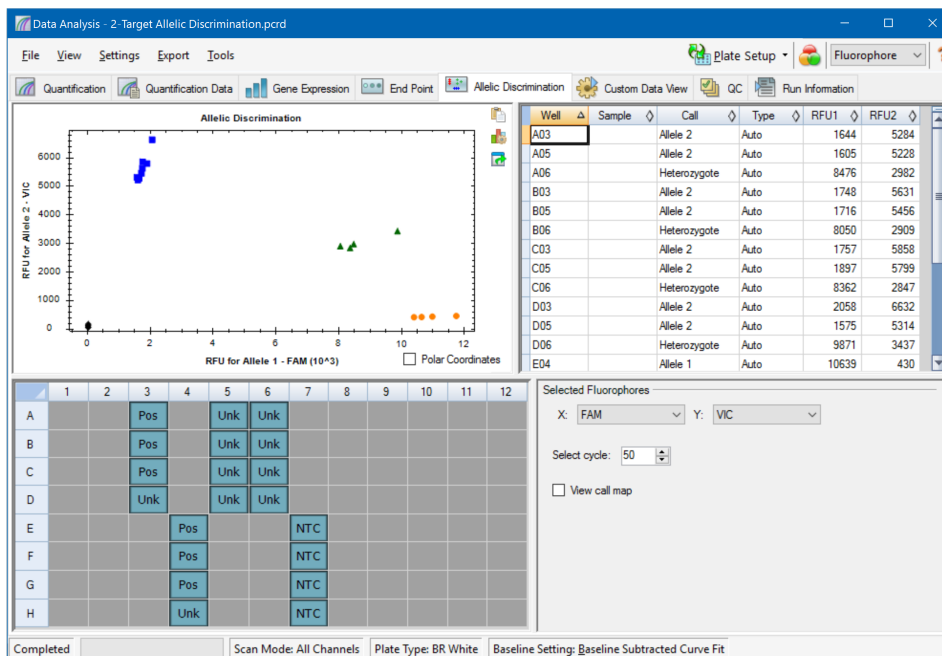 Data Analysis - 2-Target Allelic Discrimination.pcrd
File View Settings Export Tools Plate Setup Fluorophore
Quantification Quantification Data Gene Expression End Point Allelic Discrimination Custom Data View QC Run Information
Allelic Discrimination
RFU for Allele 2 - VIC
6000
5000
4000
3000
2000
1000
0
0 2 4 6 8 10 12
RFU for Allele 1 - FAM (10^3)
Polar Coordinates
Well Sample Call Type RFU1 RFU2
A03 Allele 2 Auto 1644 5284
A05 Allele 2 Auto 1605 5228
A06 Heterozygote Auto 8476 2982
B03 Allele 2 Auto 1748 5631
B05 Allele 2 Auto 1716 5456
B06 Heterozygote Auto 8050 2909
C03 Allele 2 Auto 1757 5858
C05 Allele 2 Auto 1897 5799
C06 Heterozygote Auto 8362 2847
D03 Allele 2 Auto 2058 6632
D05 Allele 2 Auto 1575 5314
D06 Heterozygote Auto 9871 3437
E04 Allele 1 Auto 10639 430
1 2 3 4 5 6 7 8 9 10 11 12
A Pos Unk Unk
B Pos Unk Unk
C Pos Unk Unk
D Unk Unk Unk
E Pos NTC
F Pos NTC
G Pos NTC
H Unk NTC
Selected Fluorophores
X: FAM Y: VIC
Select cycle: 50
View call map
Completed Scan Mode: All Channels Plate Type: BR White Baseline Setting: Baseline Subtracted Curve Fit